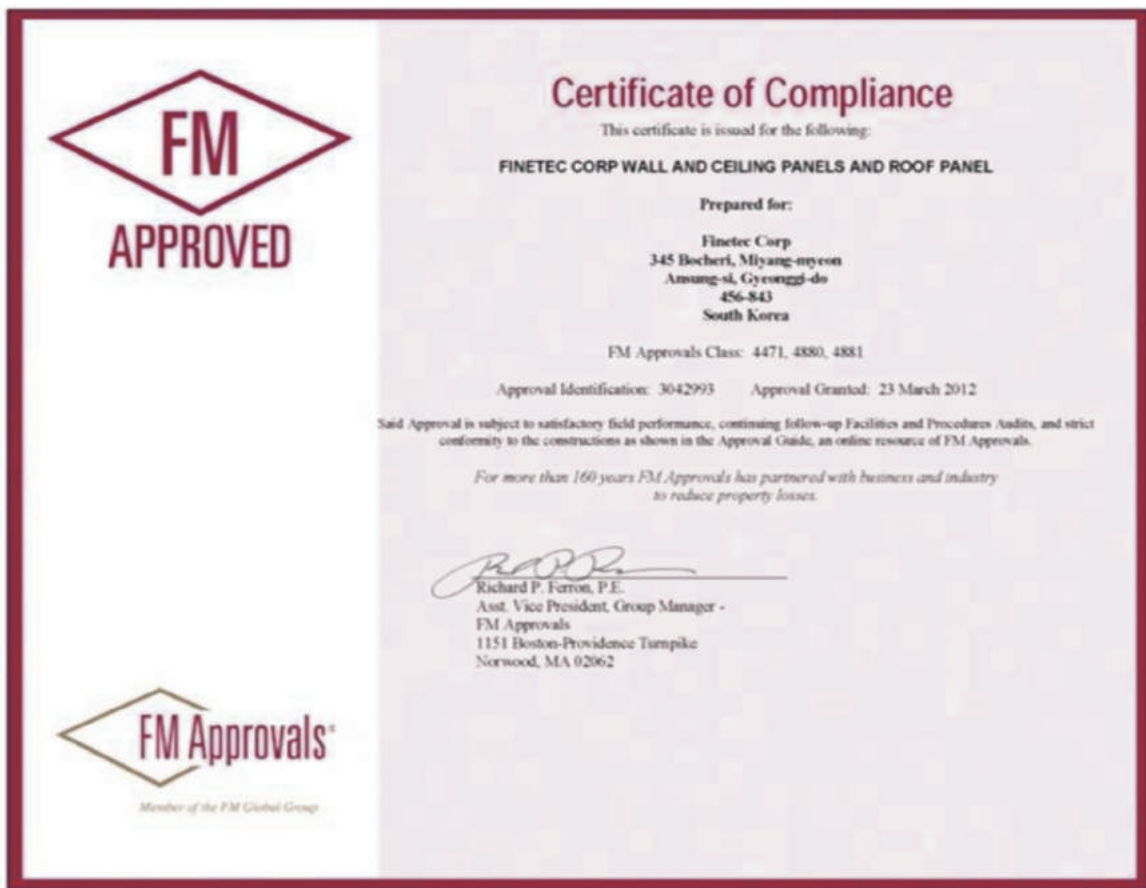 FM
APPROVED
Certificate of Compliance
This certificate is issued for the following:
FINETEC CORP WALL AND CEILING PANELS AND ROOF PANEL
Prepared for:
Finetec Corp
345 Bocheri, Miyang-myeon
Ansung-si, Gyeonggi-do
456-843
South Korea
FM Approvals Class: 4471, 4880, 4881
Approval Identification: 3042993 Approval Granted: 23 March 2012
Said Approval is subject to satisfactory field performance, continuing follow-up Facilities and Procedures Audits, and strict
conformity to the constructions as shown in the Approval Guide, an online resource of FM Approvals.
For more than 160 years FM Approvals has partnered with business and industry
to reduce property losses.
Richard P. Ferron, P.E.
Asst. Vice President, Group Manager -
FM Approvals
1151 Boston-Providence Turnpike
Norwood, MA 02062
FM Approvals®
Member of the FM Global Group